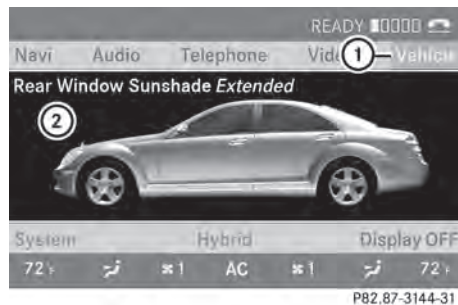 READY
Navi Audio Telephone Vid 1 Vehicle
Rear Window Sunshade Extended
2
System Hybrid Display OFF
72 F 1 AC 1 72 F
P82.87-3144-31